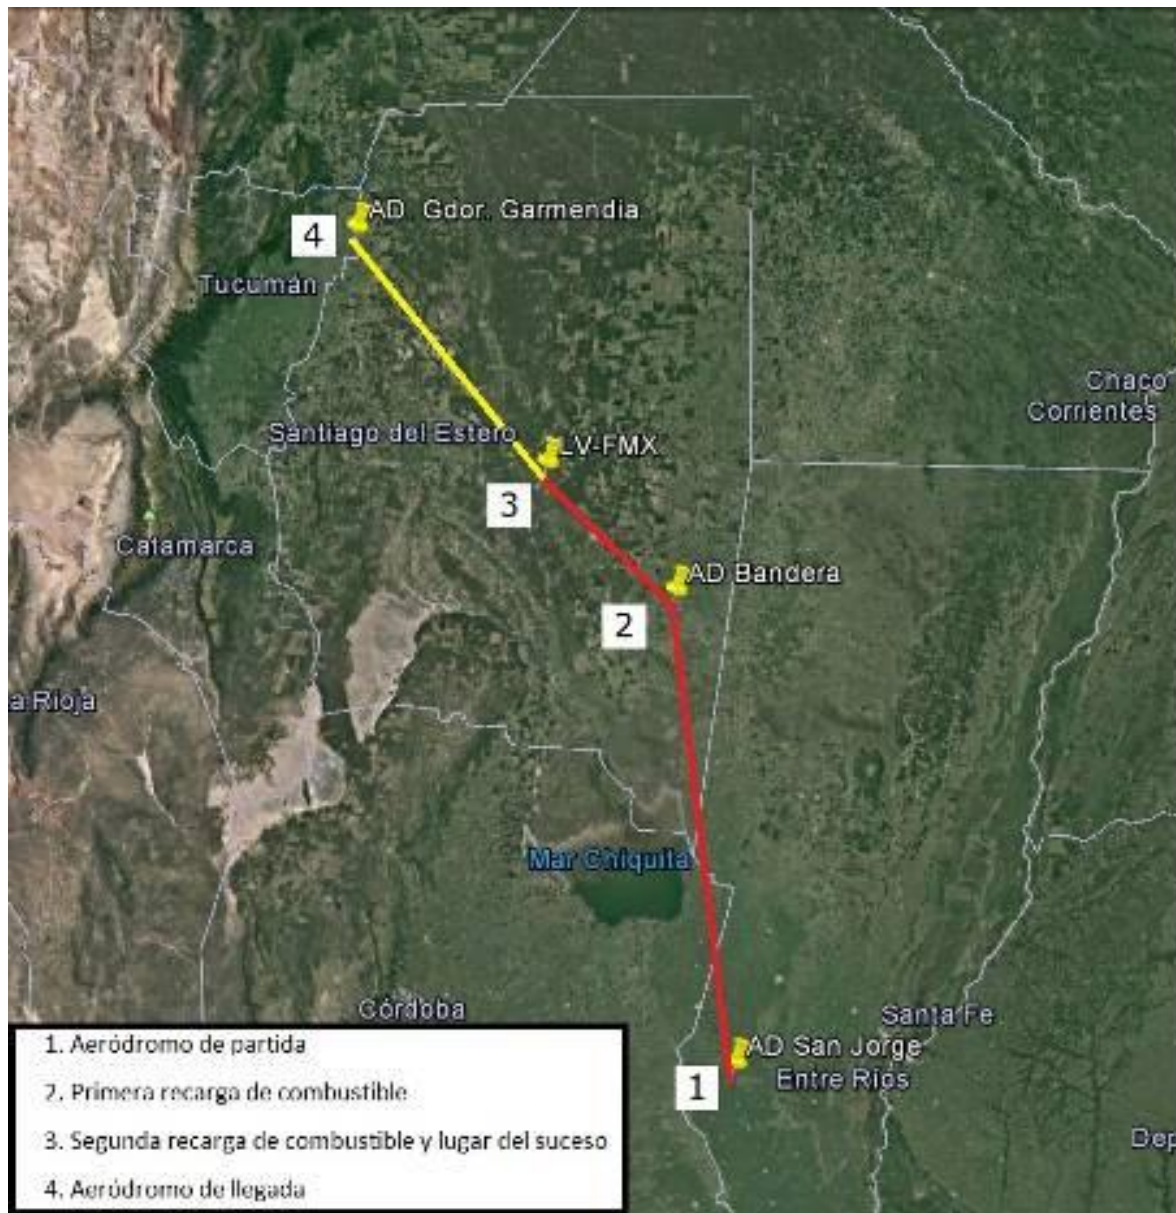 AD Gdor. Garmendia
4
Tucumán
Chaco
Corrientes
Santiago del Estero
LV-FMX
3
Catamarca
AD Bandera
2
a Rioja
Mar Chiquita
Córdoba
Santa Fe
AD San Jorge
1
Entre Ríos
Dep
1. Aeródromo de partida
2. Primera recarga de combustible
3. Segunda recarga de combustible y lugar del suceso
4. Aeródromo de llegada